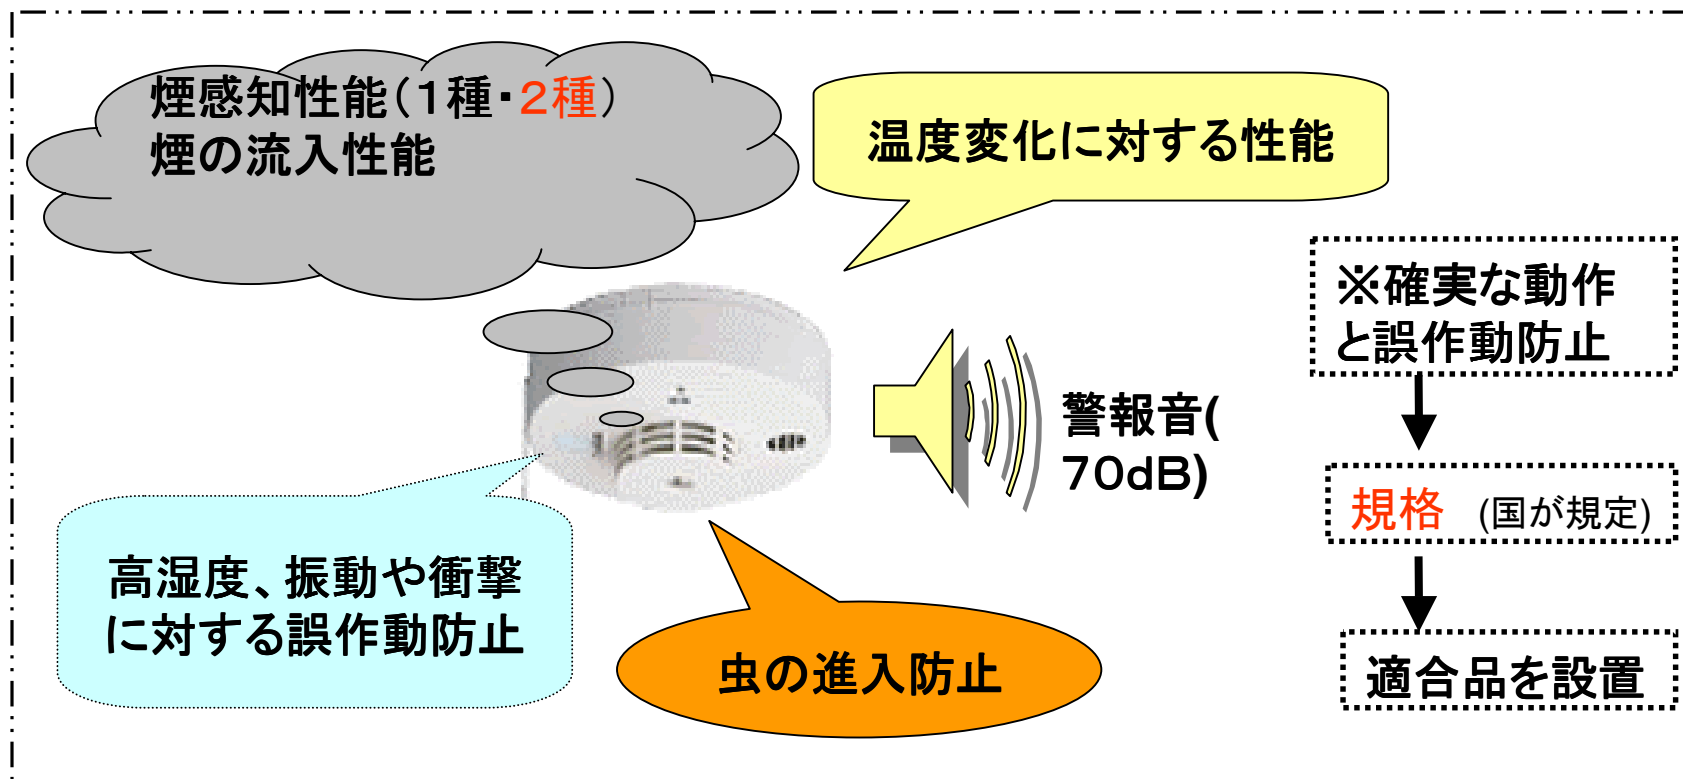 煙感知性能（１種・２種）
煙の流入性能
温度変化に対する性能
※確実な動作
と誤作動防止
警報音(
７０dB)
規格 (国が規定)
高湿度、振動や衝撃
に対する誤作動防止
虫の進入防止
適合品を設置